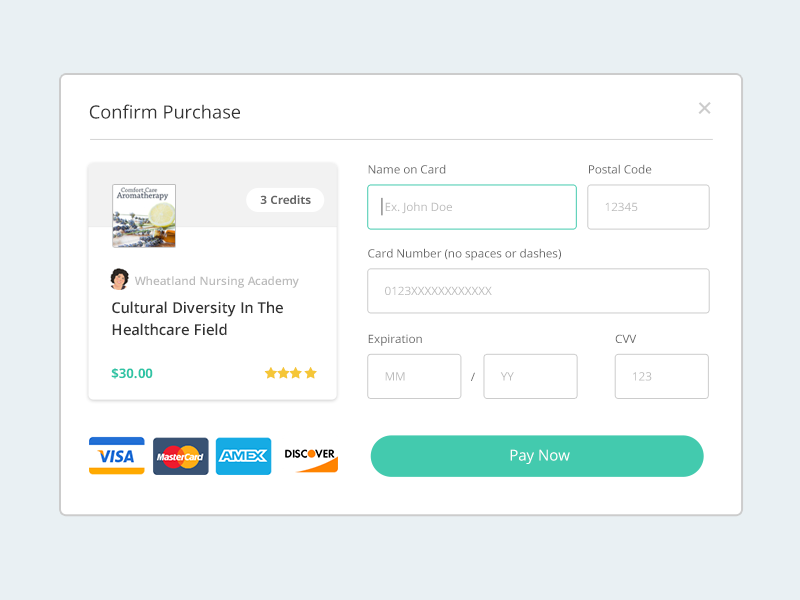 Confirm Purchase
×
Comfort Care
Aromatherapy
3 Credits
Wheatland Nursing Academy
Cultural Diversity In The
Healthcare Field
$30.00
VISA
MasterCard
AMEX
DISCOVER
Name on Card
Postal Code
Ex. John Doe
12345
Card Number (no spaces or dashes)
0123XXXXXXXXXXXX
Expiration
CVV
MM
/
YY
123
Pay Now